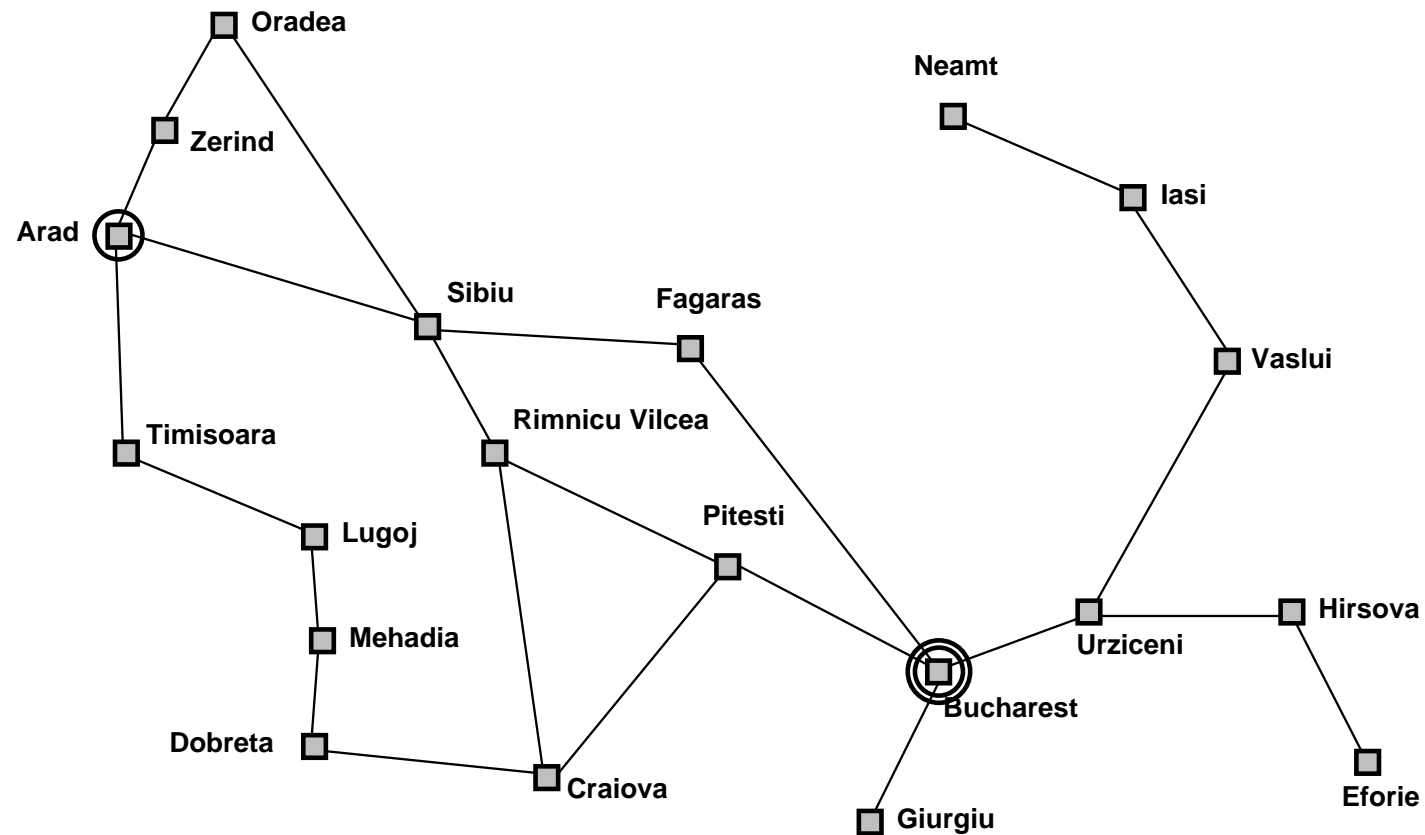 Oradea
Neamt
Zerind
Iasi
Arad
Sibiu
Fagaras
Vaslui
Rimnicu Vilcea
Timisoara
Pitesti
Lugoj
Hirsova
Mehadia
Urziceni
Bucharest
Dobreta
Craiova
Eforie
Giurgiu